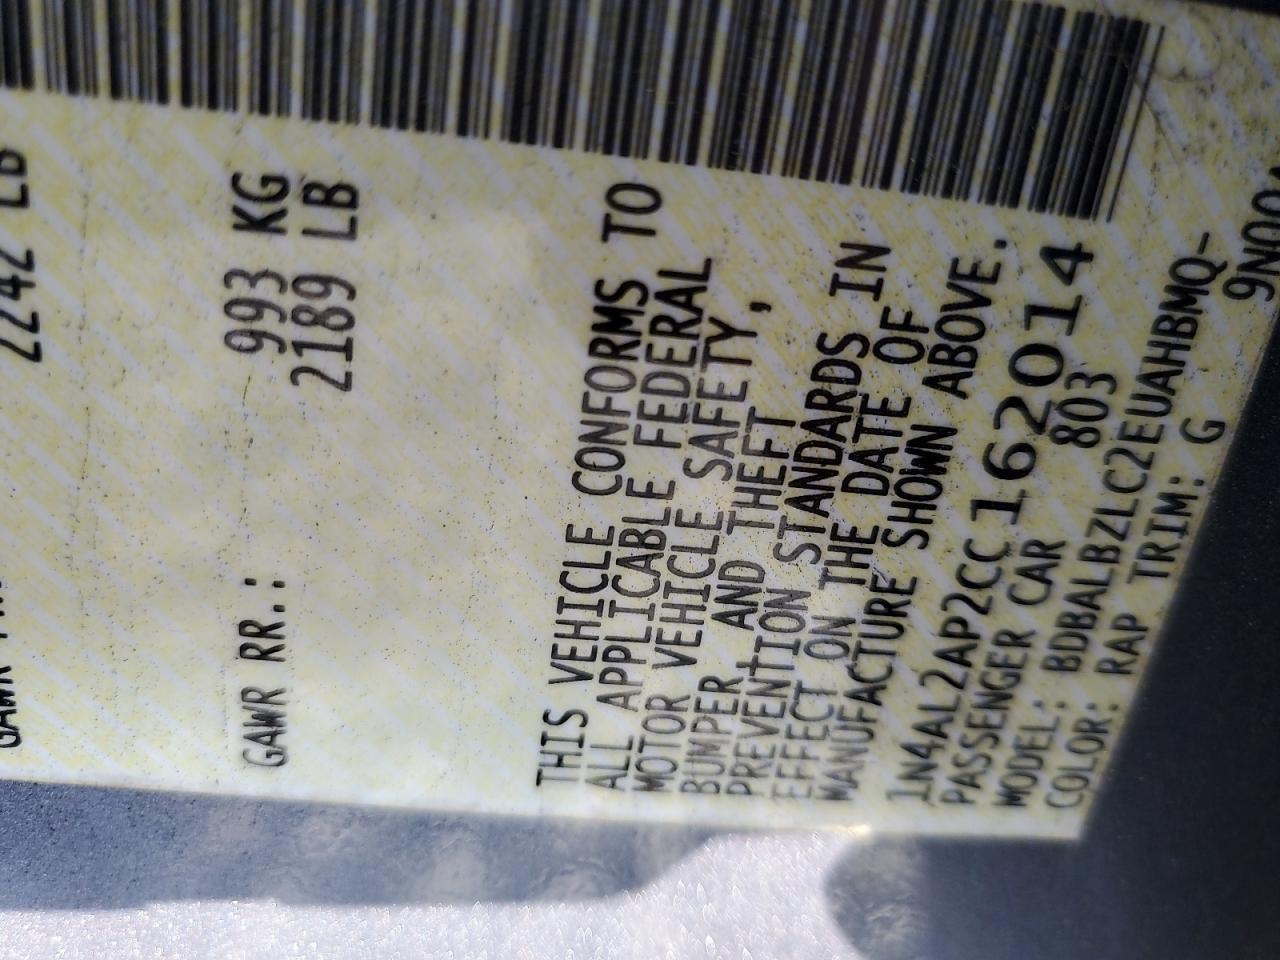 2242 LB
GAWR RR.: 993 KG
2189 LB
THIS VEHICLE CONFORMS TO
ALL APPLICABLE FEDERAL
MOTOR VEHICLE SAFETY,
BUMPER AND THEFT
PREVENTION STANDARDS IN
EFFECT ON THE DATE OF
MANUFACTURE SHOWN ABOVE.
1N4AL2AP2CC162014
PASSENGER CAR 803
MODEL: BDBALBZLC2EUAHBMQ-
COLOR: RAP TRIM: G